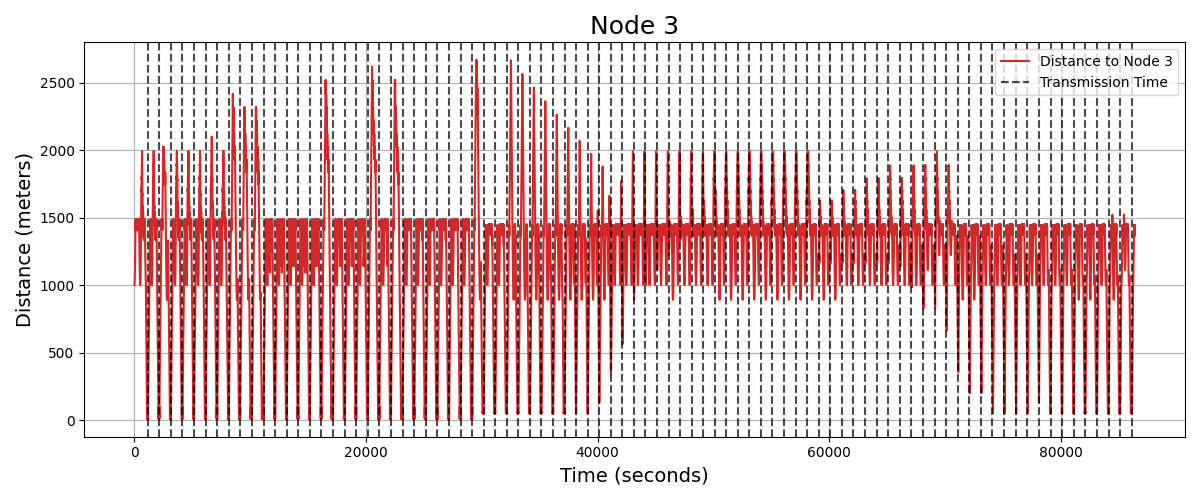 Node 3
Distance to Node 3
Transmission Time
Distance (meters)
2500
2000
1500
1000
500
0
0 20000 40000 60000 80000
Time (seconds)